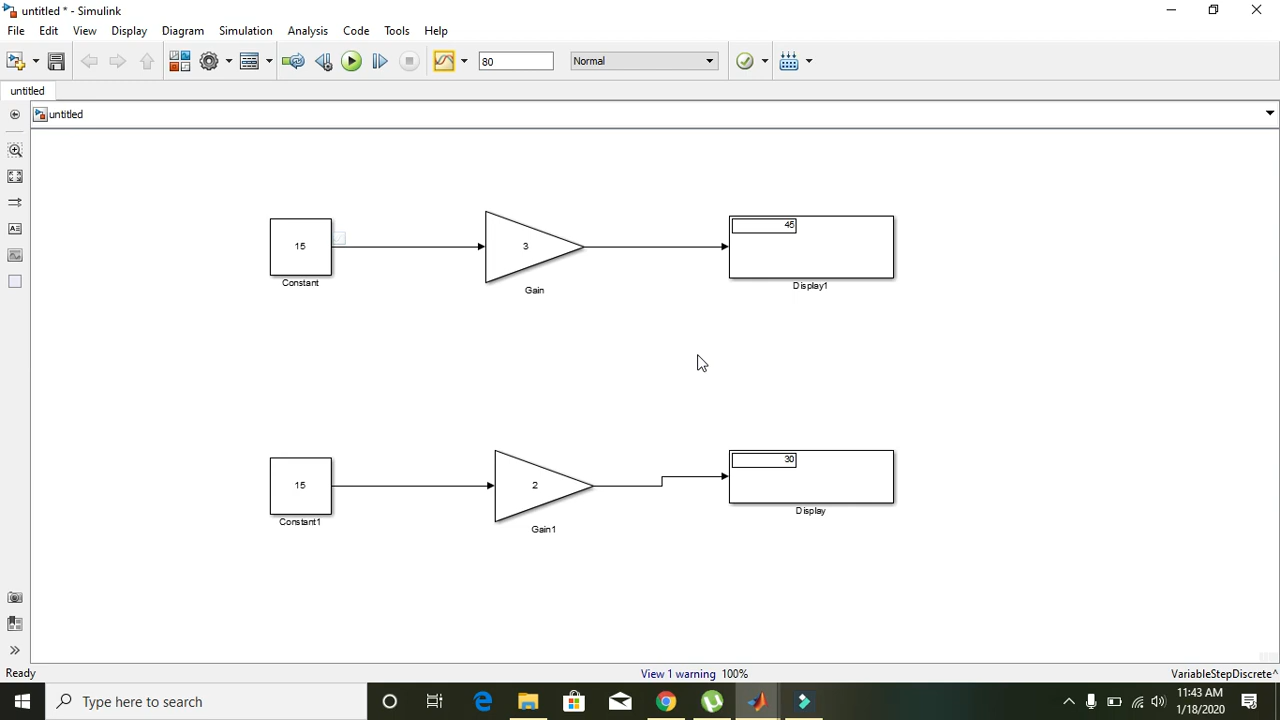 untitled * - Simulink
File Edit View Display Diagram Simulation Analysis Code Tools Help
80 Normal
untitled
untitled
15 3 45
Constant Gain Display1
15 2 30
Constant1 Gain1 Display
Ready View 1 warning 100% VariableStepDiscrete^
Type here to search
11:43 AM
1/18/2020